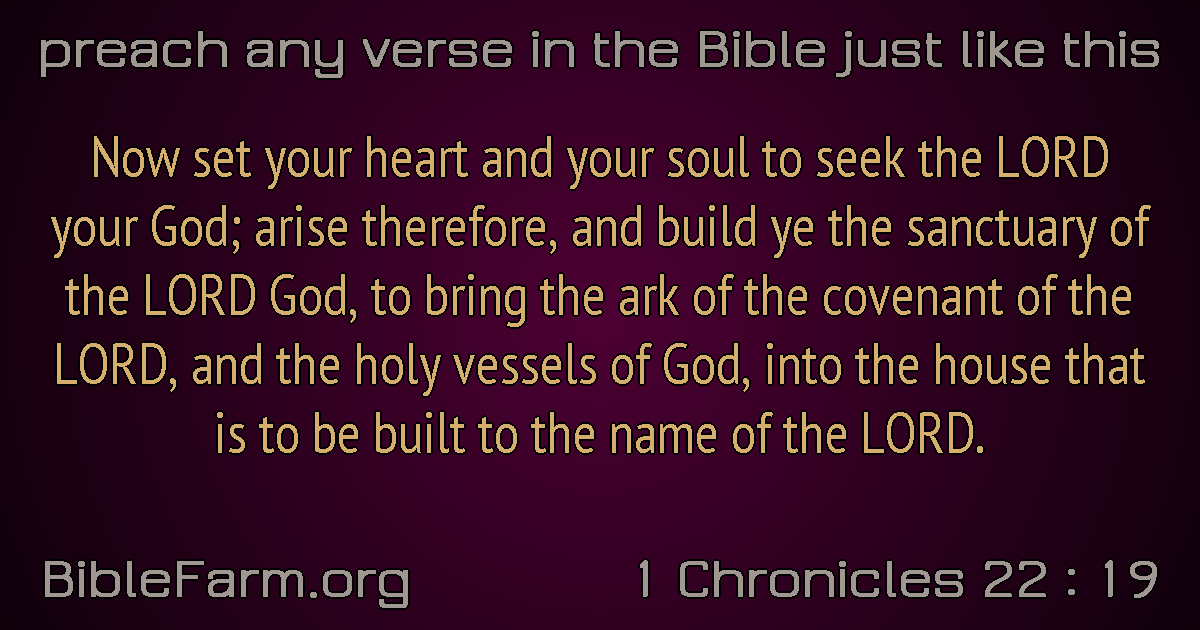 preach any verse in the Bible just like this
Now set your heart and your soul to seek the LORD
your God; arise therefore, and build ye the sanctuary of
the LORD God, to bring the ark of the covenant of the
LORD, and the holy vessels of God, into the house that
is to be built to the name of the LORD.
BibleFarm.org
1 Chronicles 22 : 19